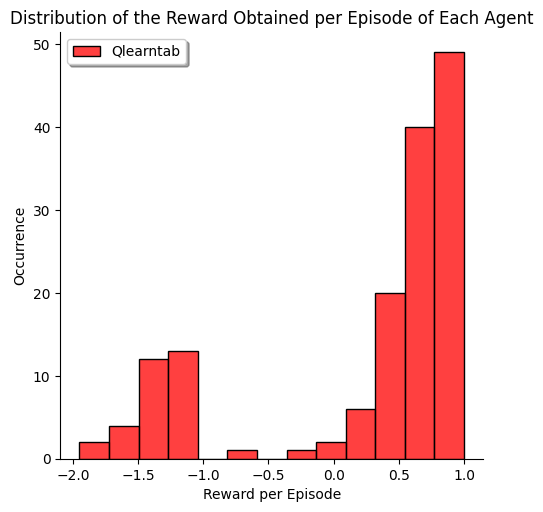 Distribution of the Reward Obtained per Episode of Each Agent
Qlearntab
50
40
30
20
10
0
Occurrence
−2.0 −1.5 −1.0 −0.5 0.0 0.5 1.0
Reward per Episode